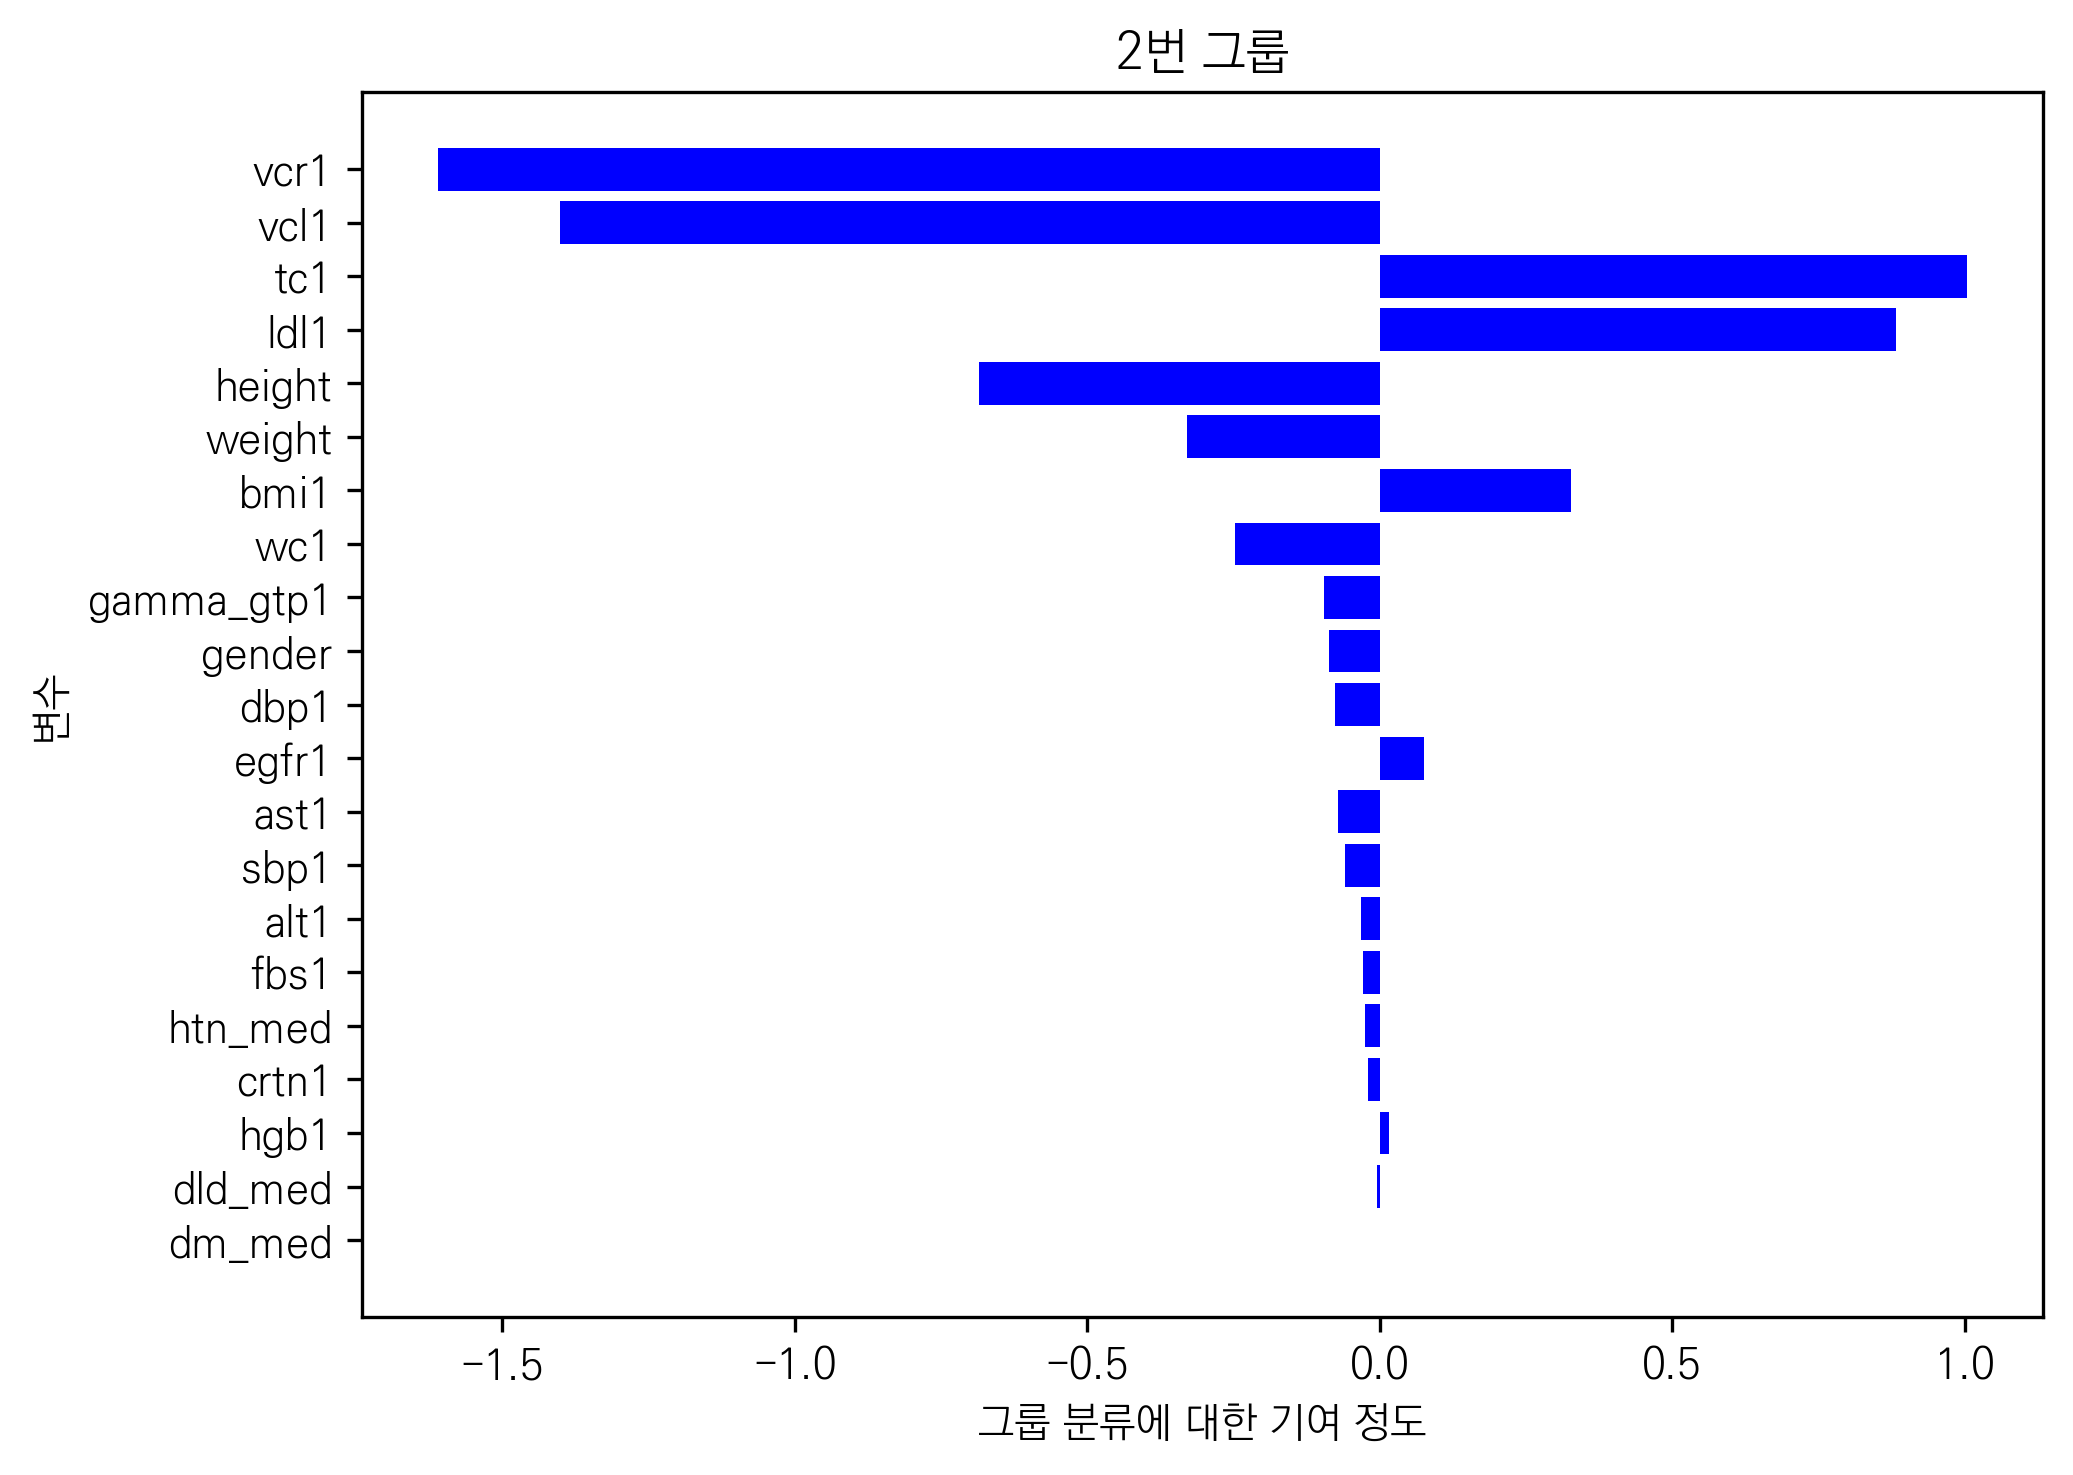 2번 그룹
변수
vcr1
vcl1
tc1
ldl1
height
weight
bmi1
wc1
gamma_gtp1
gender
dbp1
egfr1
ast1
sbp1
alt1
fbs1
htn_med
crtn1
hgb1
dld_med
dm_med
−1.5 −1.0 −0.5 0.0 0.5 1.0
그룹 분류에 대한 기여 정도